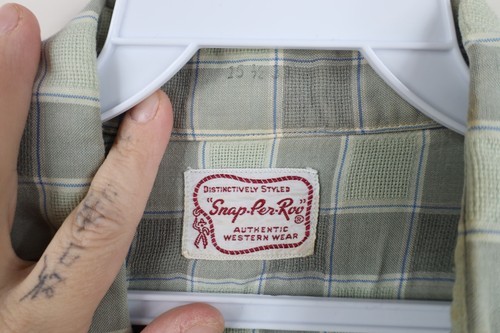 DISTINCTIVELY STYLED
"Snap-Per-Roo"
®
AUTHENTIC
WESTERN WEAR